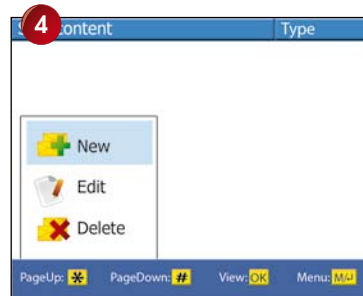 4
content Type
New
Edit
Delete
PageUp: * PageDown: # View: OK Menu: M/↵